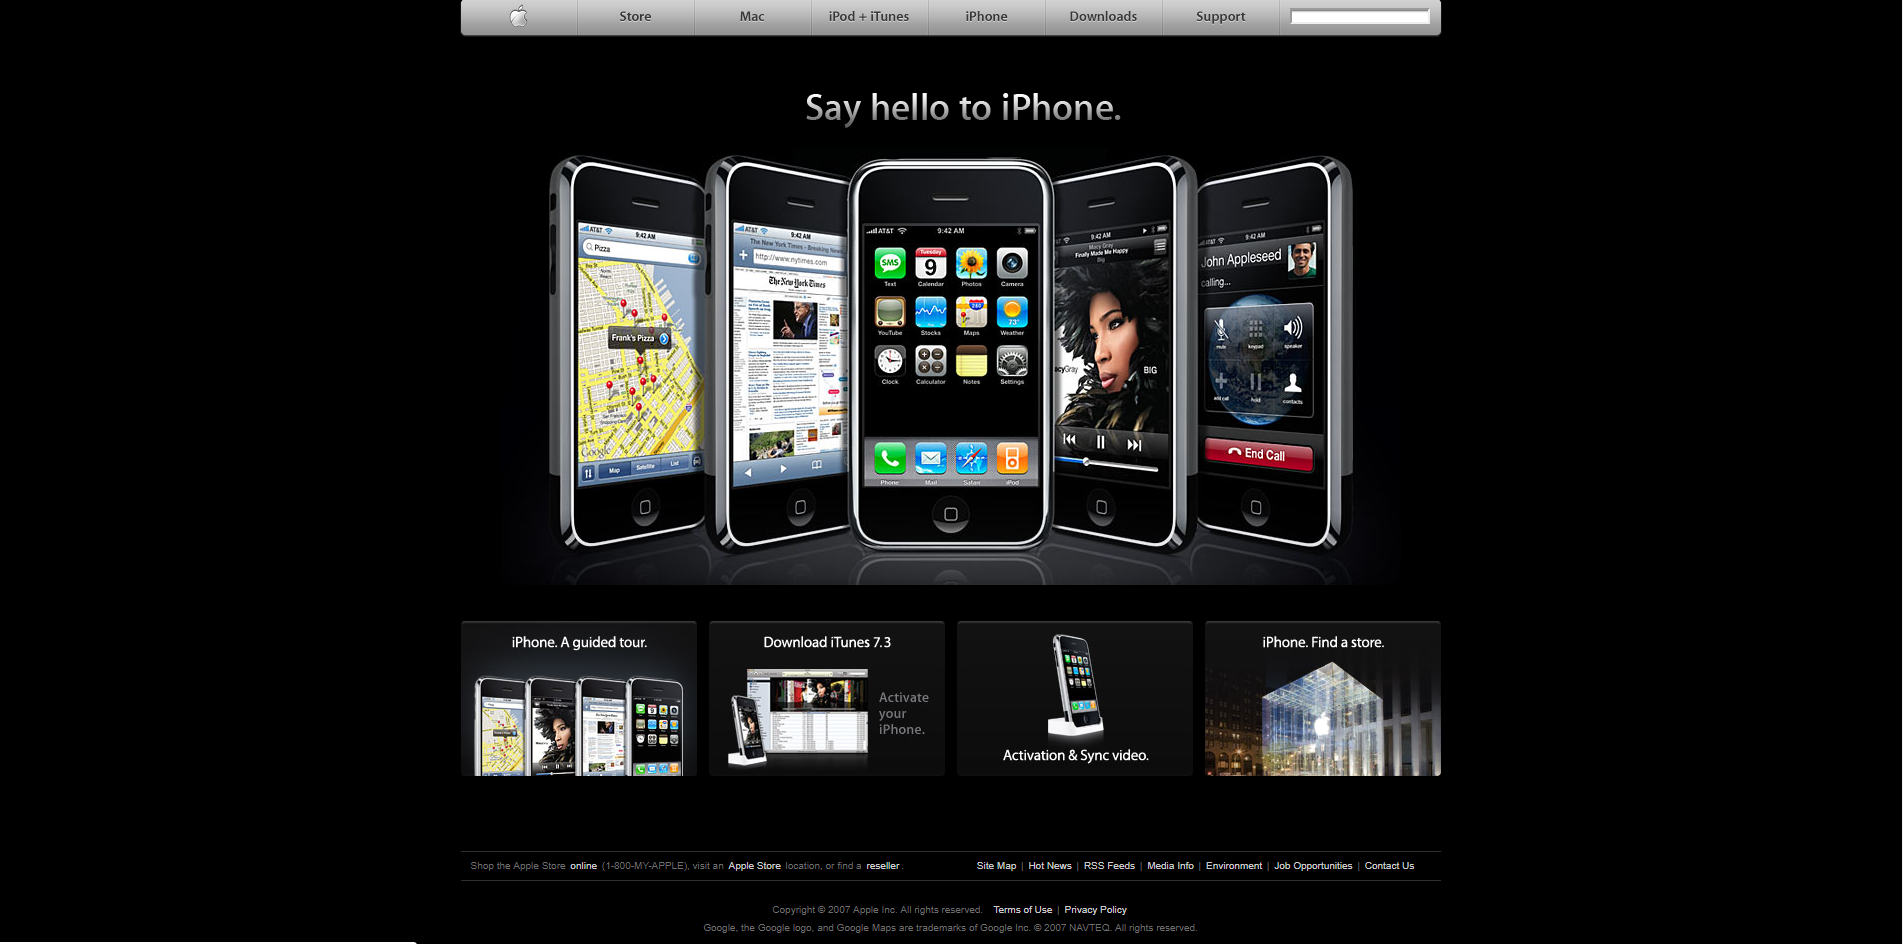 Store
Mac
iPod + iTunes
iPhone
Downloads
Support
Say hello to iPhone.
AT&T
9:42 AM
Pizza
Frank's Pizza
Google
Map
Satellite
List
AT&T
9:42 AM
The New York Times - Breaking New
http://www.nytimes.com
The New York Times
AT&T
9:42 AM
SMS
Tuesday
9
280
73°
Text
Calendar
Photos
Camera
YouTube
Stocks
Maps
Weather
Clock
Calculator
Notes
Settings
Phone
Mail
Safari
iPod
9:42 AM
Macy Gray
Finally Made Me Happy
Big
acyGray
BIG
AT&T
9:42 AM
John Appleseed
calling...
mute
keypad
speaker
add call
hold
contacts
End Call
iPhone. A guided tour.
Download iTunes 7.3
Activate
your
iPhone.
Activation & Sync video.
iPhone. Find a store.
Shop the Apple Store online (1-800-MY-APPLE), visit an Apple Store location, or find a reseller.
Site Map | Hot News | RSS Feeds | Media Info | Environment | Job Opportunities | Contact Us
Copyright © 2007 Apple Inc. All rights reserved. Terms of Use | Privacy Policy
Google, the Google logo, and Google Maps are trademarks of Google Inc. © 2007 NAVTEQ. All rights reserved.